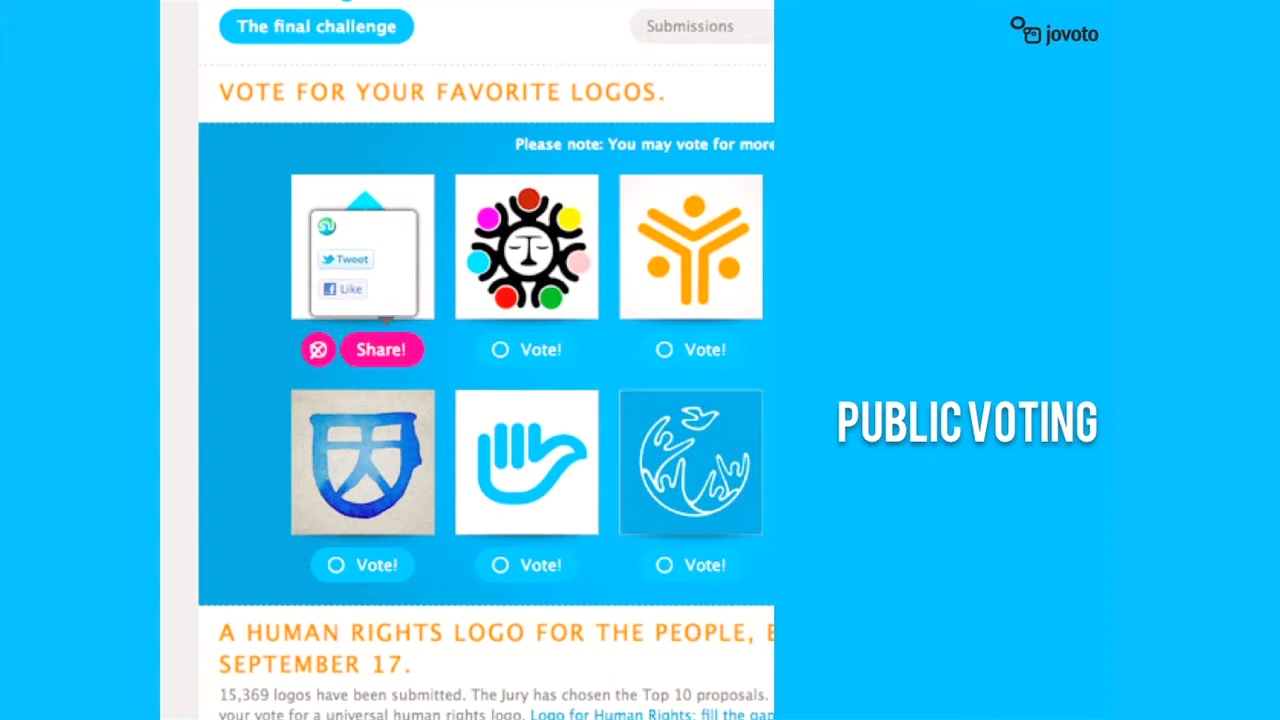 The final challenge
Submissions
jovoto
VOTE FOR YOUR FAVORITE LOGOS.
Please note: You may vote for more
Tweet
Like
Share!
Vote!
Vote!
PUBLIC VOTING
Vote!
Vote!
Vote!
A HUMAN RIGHTS LOGO FOR THE PEOPLE,
SEPTEMBER 17.
15,369 logos have been submitted. The Jury has chosen the Top 10 proposals.
your vote for a universal human rights logo. Logo for Human Rights: fill the gap